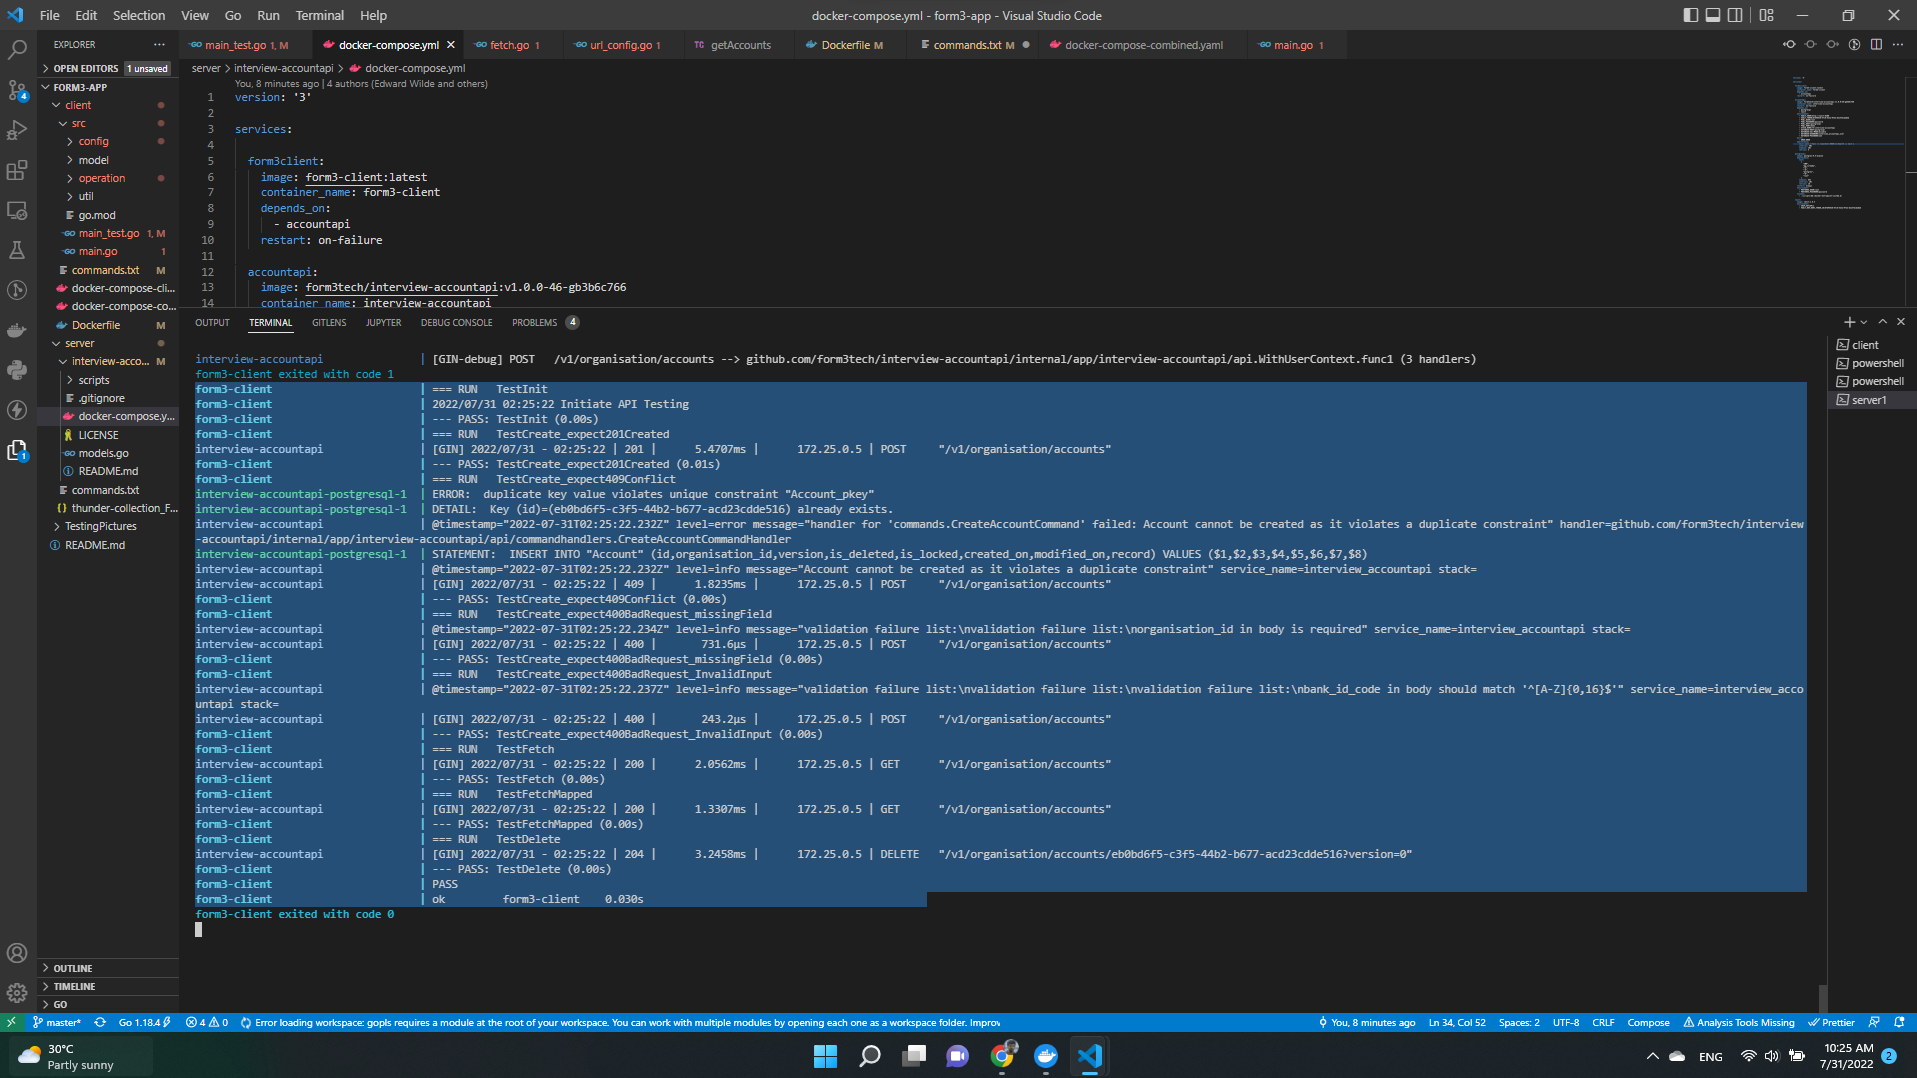 File Edit Selection View Go Run Terminal Help
docker-compose.yml - form3-app - Visual Studio Code
EXPLORER
main_test.go 1, M
docker-compose.yml
fetch.go 1
url_config.go 1
TC getAccounts
Dockerfile M
commands.txt M
docker-compose-combined.yaml
main.go 1
OPEN EDITORS 1 unsaved
FORM3-APP
client
src
config
model
operation
util
go.mod
main_test.go 1, M
main.go 1
commands.txt M
docker-compose-cli...
docker-compose-co...
Dockerfile M
server
interview-acco... M
scripts
.gitignore
docker-compose.y...
LICENSE
models.go
README.md
commands.txt
thunder-collection_F...
TestingPictures
README.md
OUTLINE
TIMELINE
GO
server > interview-accountapi > docker-compose.yml
You, 8 minutes ago | 4 authors (Edward Wilde and others)
1 version: '3'
2
3 services:
4
5 form3client:
6 image: form3-client:latest
7 container_name: form3-client
8 depends_on:
9 - accountapi
10 restart: on-failure
11
12 accountapi:
13 image: form3tech/interview-accountapi:v1.0.0-46-gb3b6c766
14 container_name: interview-accountapi
OUTPUT TERMINAL GITLENS JUPYTER DEBUG CONSOLE PROBLEMS 4
client
powershell
powershell
server1
interview-accountapi | [GIN-debug] POST /v1/organisation/accounts --> github.com/form3tech/interview-accountapi/internal/app/interview-accountapi/api.WithUserContext.func1 (3 handlers)
form3-client exited with code 1
form3-client | === RUN TestInit
form3-client | 2022/07/31 02:25:22 Initiate API Testing
form3-client | --- PASS: TestInit (0.00s)
form3-client | === RUN TestCreate_expect201Created
interview-accountapi | [GIN] 2022/07/31 - 02:25:22 | 201 | 5.4707ms | 172.25.0.5 | POST "/v1/organisation/accounts"
form3-client | --- PASS: TestCreate_expect201Created (0.01s)
form3-client | === RUN TestCreate_expect409Conflict
interview-accountapi-postgresql-1 | ERROR: duplicate key value violates unique constraint "Account_pkey"
interview-accountapi-postgresql-1 | DETAIL: Key (id)=(eb0bd6f5-c3f5-44b2-b677-acd23cdde516) already exists.
interview-accountapi | @timestamp="2022-07-31T02:25:22.232Z" level=error message="handler for 'commands.CreateAccountCommand' failed: Account cannot be created as it violates a duplicate constraint" handler=github.com/form3tech/interview
-accountapi/internal/app/interview-accountapi/api/commandhandlers.CreateAccountCommandHandler
interview-accountapi-postgresql-1 | STATEMENT: INSERT INTO "Account" (id,organisation_id,version,is_deleted,is_locked,created_on,modified_on,record) VALUES ($1,$2,$3,$4,$5,$6,$7,$8)
interview-accountapi | @timestamp="2022-07-31T02:25:22.232Z" level=info message="Account cannot be created as it violates a duplicate constraint" service_name=interview_accountapi stack=
interview-accountapi | [GIN] 2022/07/31 - 02:25:22 | 409 | 1.8235ms | 172.25.0.5 | POST "/v1/organisation/accounts"
form3-client | --- PASS: TestCreate_expect409Conflict (0.00s)
form3-client | === RUN TestCreate_expect400BadRequest_missingField
interview-accountapi | @timestamp="2022-07-31T02:25:22.234Z" level=info message="validation failure list:\nvalidation failure list:\norganisation_id in body is required" service_name=interview_accountapi stack=
interview-accountapi | [GIN] 2022/07/31 - 02:25:22 | 400 | 731.6µs | 172.25.0.5 | POST "/v1/organisation/accounts"
form3-client | --- PASS: TestCreate_expect400BadRequest_missingField (0.00s)
form3-client | === RUN TestCreate_expect400BadRequest_InvalidInput
interview-accountapi | @timestamp="2022-07-31T02:25:22.237Z" level=info message="validation failure list:\nvalidation failure list:\nvalidation failure list:\nbank_id_code in body should match '^[A-Z]{0,16}$'" service_name=interview_acco
untapi stack=
interview-accountapi | [GIN] 2022/07/31 - 02:25:22 | 400 | 243.2µs | 172.25.0.5 | POST "/v1/organisation/accounts"
form3-client | --- PASS: TestCreate_expect400BadRequest_InvalidInput (0.00s)
form3-client | === RUN TestFetch
interview-accountapi | [GIN] 2022/07/31 - 02:25:22 | 200 | 2.0562ms | 172.25.0.5 | GET "/v1/organisation/accounts"
form3-client | --- PASS: TestFetch (0.00s)
form3-client | === RUN TestFetchMapped
interview-accountapi | [GIN] 2022/07/31 - 02:25:22 | 200 | 1.3307ms | 172.25.0.5 | GET "/v1/organisation/accounts"
form3-client | --- PASS: TestFetchMapped (0.00s)
form3-client | === RUN TestDelete
interview-accountapi | [GIN] 2022/07/31 - 02:25:22 | 204 | 3.2458ms | 172.25.0.5 | DELETE "/v1/organisation/accounts/eb0bd6f5-c3f5-44b2-b677-acd23cdde516?version=0"
form3-client | --- PASS: TestDelete (0.00s)
form3-client | PASS
form3-client | ok form3-client 0.030s
form3-client exited with code 0
master* Go 1.18.4 4 0 Error loading workspace: gopls requires a module at the root of your workspace. You can work with multiple modules by opening each one as a workspace folder. Improv
You, 8 minutes ago Ln 34, Col 52 Spaces: 2 UTF-8 CRLF Compose Analysis Tools Missing Prettier
30°C
Partly sunny
ENG
10:25 AM
7/31/2022
2